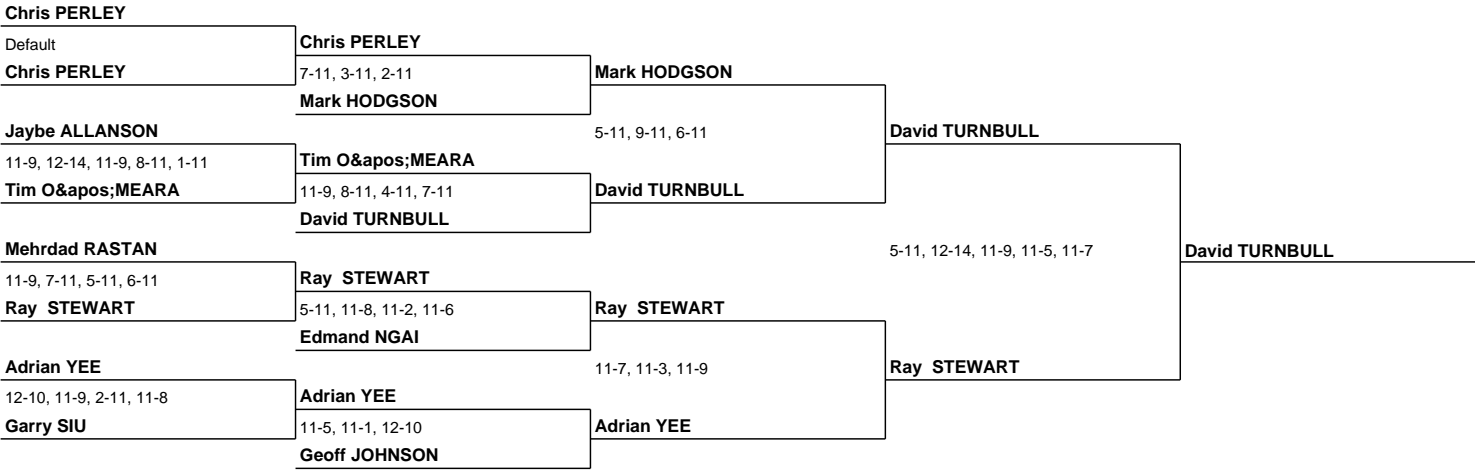 Chris PERLEY
Default
Chris PERLEY
Jaybe ALLANSON
11-9, 12-14, 11-9, 8-11, 1-11
Tim O&apos;MEARA
Mehrdad RASTAN
11-9, 7-11, 5-11, 6-11
Ray  STEWART
Adrian YEE
12-10, 11-9, 2-11, 11-8
Garry SIU
Chris PERLEY
7-11, 3-11, 2-11
Mark HODGSON
Tim O&apos;MEARA
11-9, 8-11, 4-11, 7-11
David TURNBULL
Ray  STEWART
5-11, 11-8, 11-2, 11-6
Edmand NGAI
Adrian YEE
11-5, 11-1, 12-10
Geoff JOHNSON
Mark HODGSON
5-11, 9-11, 6-11
David TURNBULL
Ray  STEWART
11-7, 11-3, 11-9
Adrian YEE
David TURNBULL
5-11, 12-14, 11-9, 11-5, 11-7
Ray  STEWART
David TURNBULL